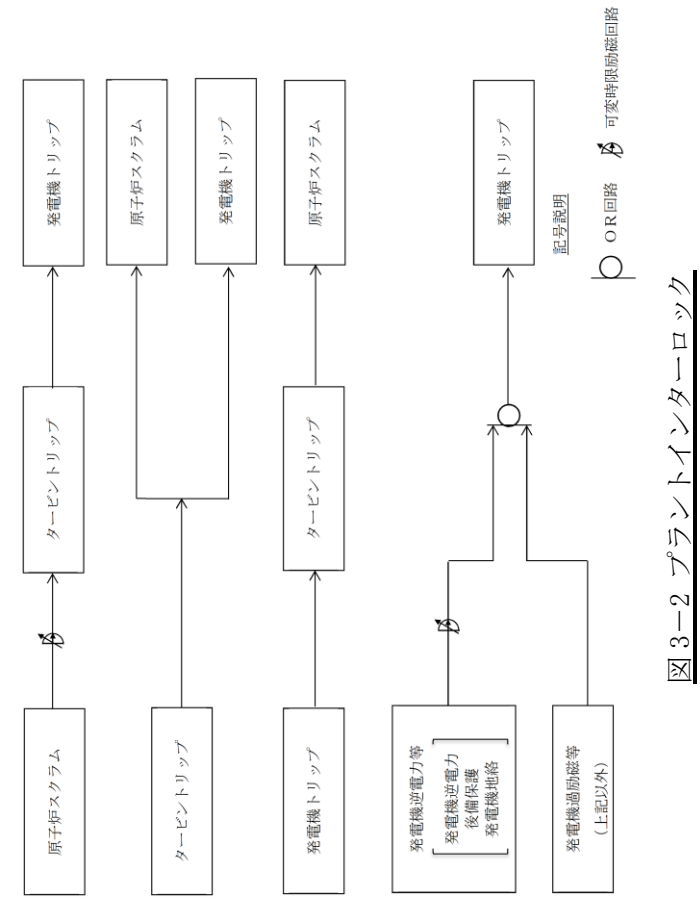 原子炉スクラム
タービントリップ
発電機トリップ
タービントリップ
原子炉スクラム
発電機トリップ
発電機トリップ
タービントリップ
原子炉スクラム
発電機逆電力等
発電機逆電力
後備保護
発電機地絡
発電機過励磁等
(上記以外)
発電機トリップ
記号説明
OR回路
可変時限励磁回路
図3-2 プラントインターロック